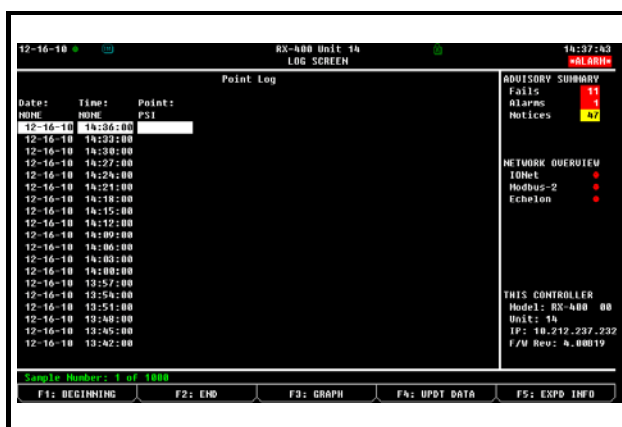 12-16-10 RX-400 Unit 14 14:37:43
LOG SCREEN *ALARM*
Point Log
Date: Time: Point:
NONE NONE PSI
12-16-10 14:36:00
12-16-10 14:33:00
12-16-10 14:30:00
12-16-10 14:27:00
12-16-10 14:24:00
12-16-10 14:21:00
12-16-10 14:18:00
12-16-10 14:15:00
12-16-10 14:12:00
12-16-10 14:09:00
12-16-10 14:06:00
12-16-10 14:03:00
12-16-10 14:00:00
12-16-10 13:57:00
12-16-10 13:54:00
12-16-10 13:51:00
12-16-10 13:48:00
12-16-10 13:45:00
12-16-10 13:42:00
ADVISORY SUMMARY
Fails 11
Alarms 1
Notices 47
NETWORK OVERVIEW
IONet
Modbus-2
Echelon
THIS CONTROLLER
Model: RX-400 00
Unit: 14
IP: 10.212.237.232
F/W Rev: 4.00B19
Sample Number: 1 of 1000
F1: BEGINNING F2: END F3: GRAPH F4: UPDT DATA F5: EXPD INFO